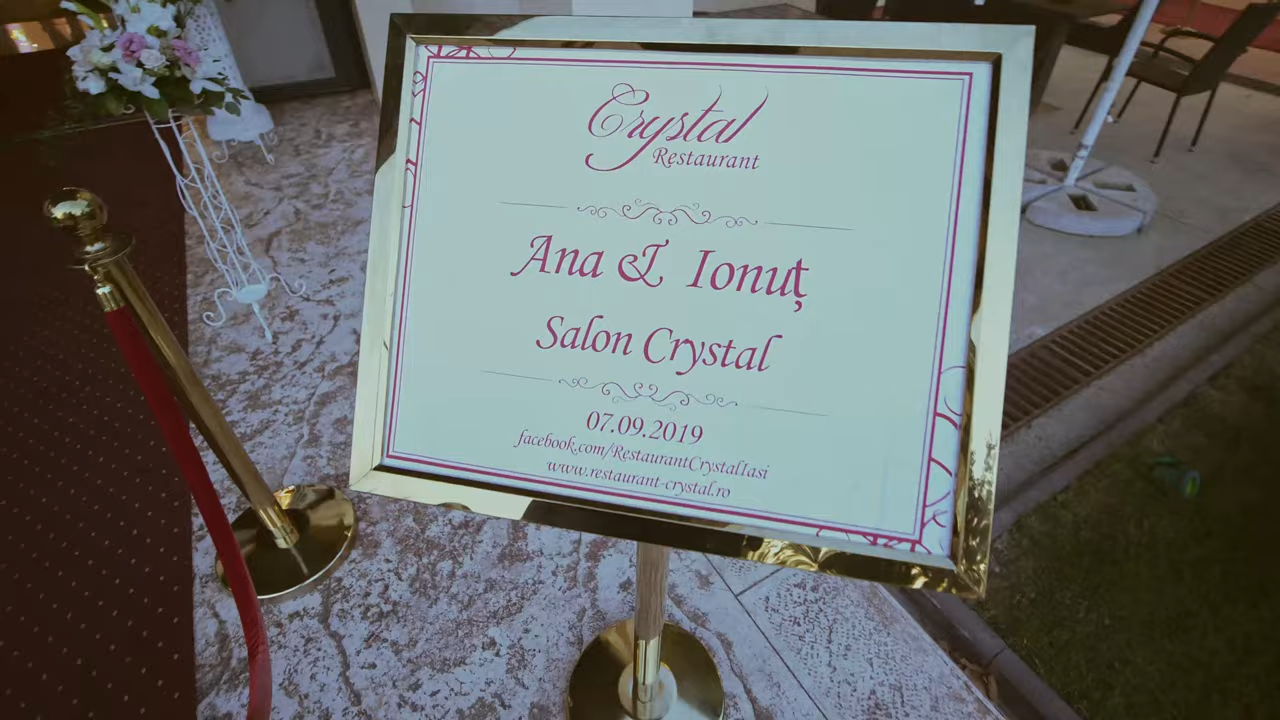 Crystal
Restaurant
Ana & Ionuț
Salon Crystal
07.09.2019
facebook.com/RestaurantCrystalIasi
www.restaurant-crystal.ro